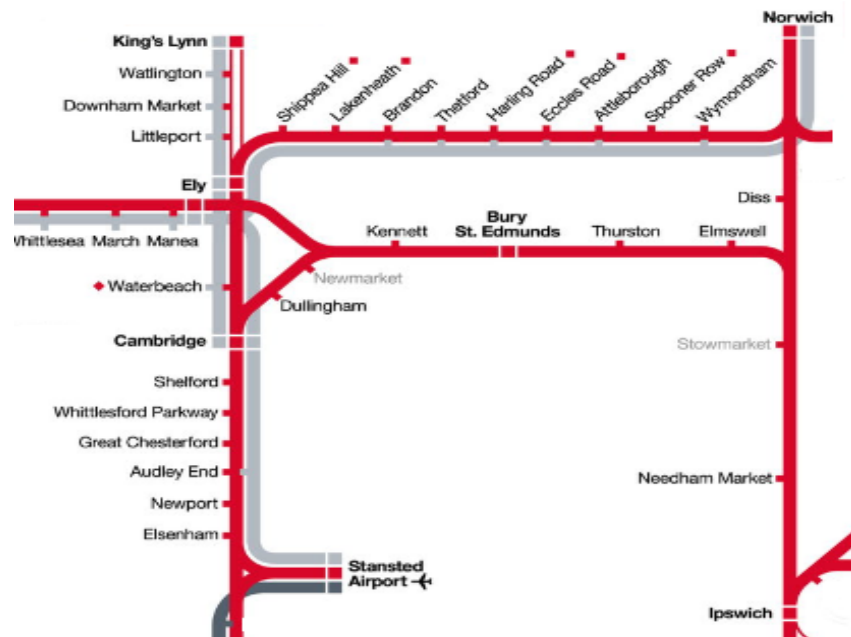 Norwich
King's Lynn
Watlington
Downham Market
Littleport
Shippea Hill
Lakenheath
Brandon
Thetford
Harling Road
Eccles Road
Attleborough
Spooner Row
Wymondham
Ely
Diss
Whittlesea
March
Manea
Kennett
Bury
St. Edmunds
Thurston
Elmswell
Newmarket
Dullingham
Waterbeach
Cambridge
Stowmarket
Shelford
Whittlesford Parkway
Great Chesterford
Audley End
Needham Market
Newport
Elsenham
Stansted
Airport
Ipswich